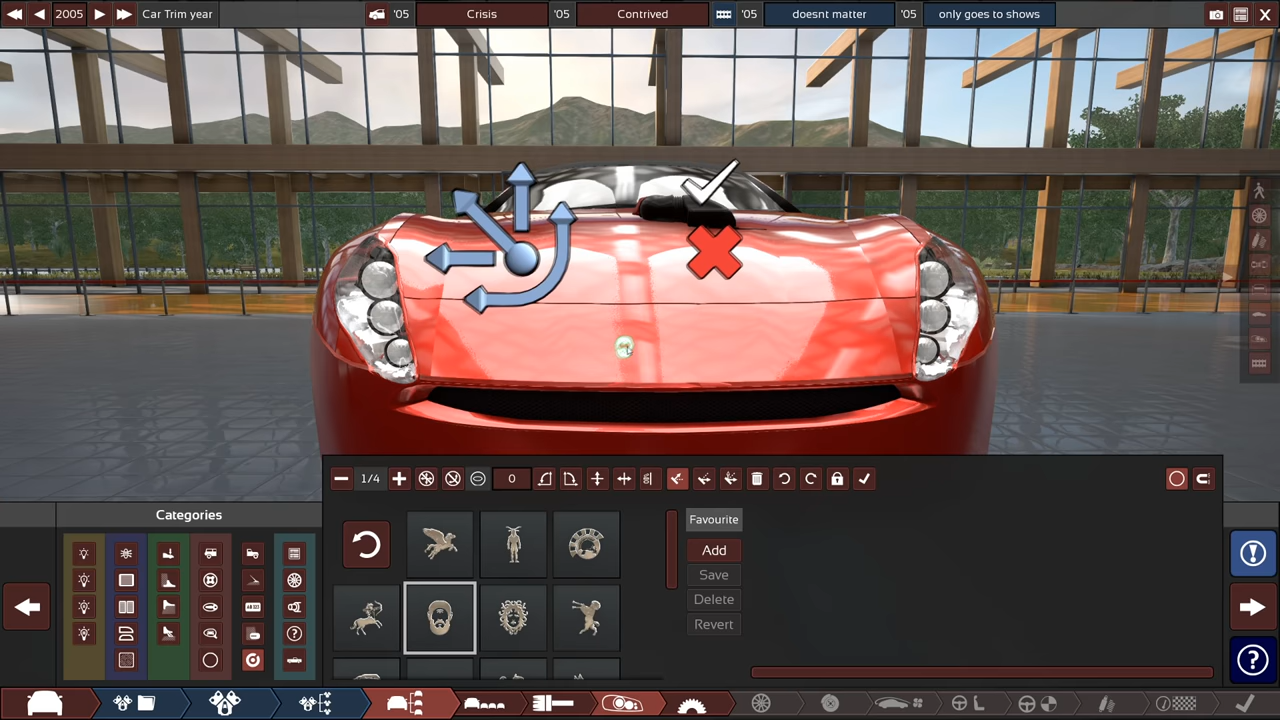 2005 Car Trim year '05 Crisis '05 Contrived '05 doesnt matter '05 only goes to shows
1/4 0
Categories
Favourite
Add
Save
Delete
Revert